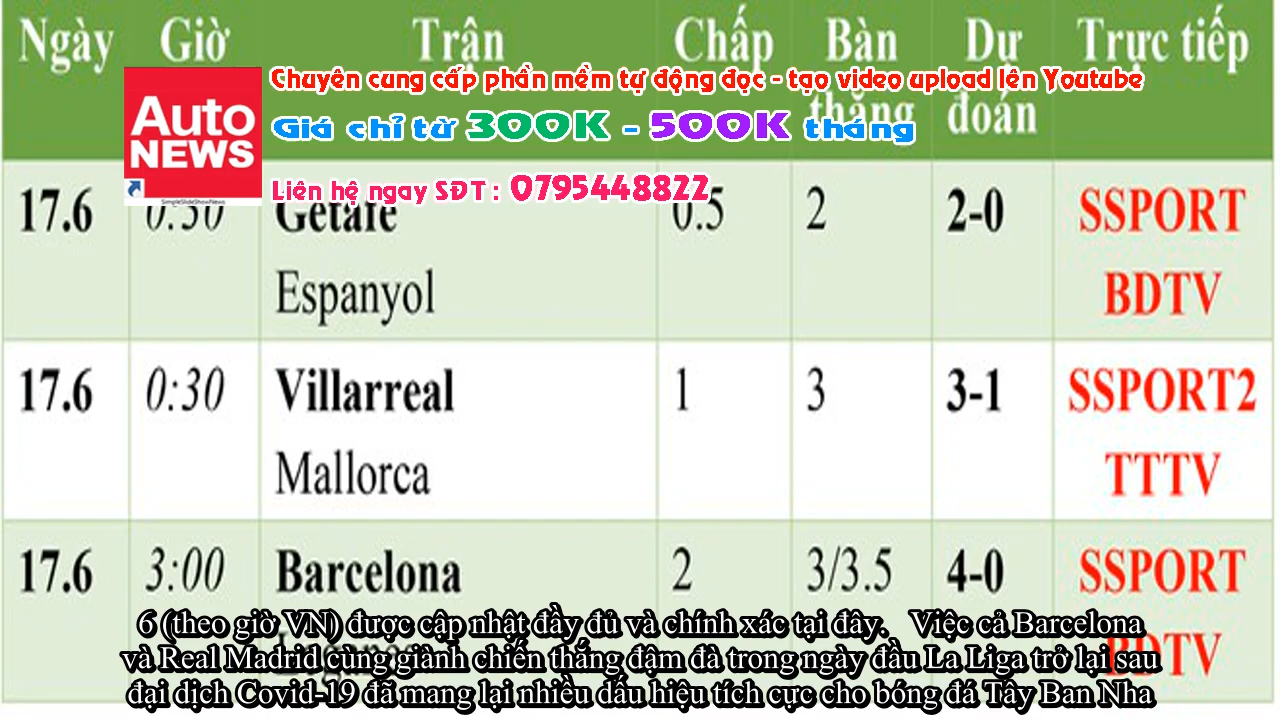 Ngày Giờ Trận Chấp Bàn thắng Dự đoán Trực tiếp
Auto NEWS
SimpleSlideShowNews
Chuyên cung cấp phần mềm tự động đọc - tạo video upload lên Youtube
Giá chỉ từ 300K - 500K tháng
Liên hệ ngay SĐT : 0795448822
17.6 0:30 Getafe 0.5 2 2-0 SSPORT
Espanyol BDTV
17.6 0:30 Villarreal 1 3 3-1 SSPORT2
Mallorca TTTV
17.6 3:00 Barcelona 2 3/3.5 4-0 SSPORT
BDTV
6 (theo giờ VN) được cập nhật đầy đủ và chính xác tại đây. Việc cả Barcelona
và Real Madrid cùng giành chiến thắng đậm đà trong ngày đầu La Liga trở lại sau
đại dịch Covid-19 đã mang lại nhiều dấu hiệu tích cực cho bóng đá Tây Ban Nha